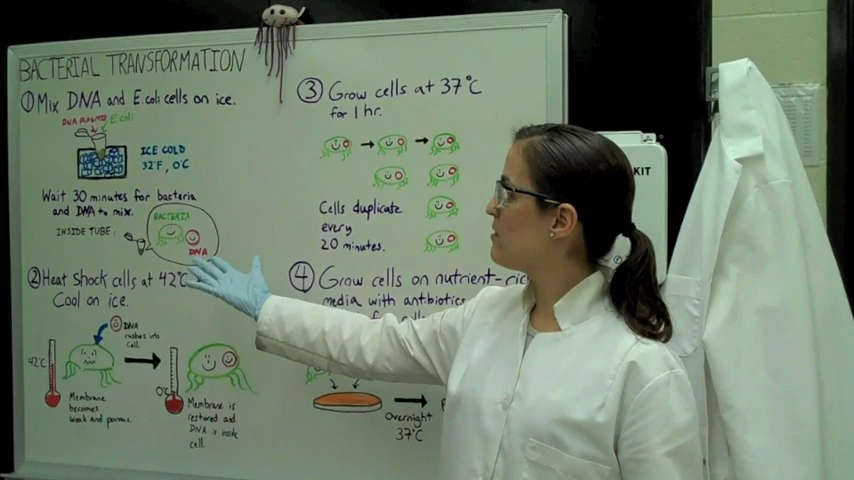 BACTERIAL TRANSFORMATION
① Mix DNA and E.coli cells on ice.
DNA PLASMID
E.coli
ICE COLD
32°F, 0°C
Wait 30 minutes for bacteria
and DNA to mix.
INSIDE TUBE:
BACTERIA
DNA
② Heat Shock cells at 42°C
Cool on ice.
DNA
rushes into
Cell.
42°C
Membrane
becomes
weak and porous.
0°C
Membrane is
restored and
DNA is inside
cell.
③ Grow cells at 37°C
for 1 hr.
Cells duplicate
every
20 minutes.
④ Grow cells on nutrient-ric
media with antibiotics
Overnight
37°C
KIT